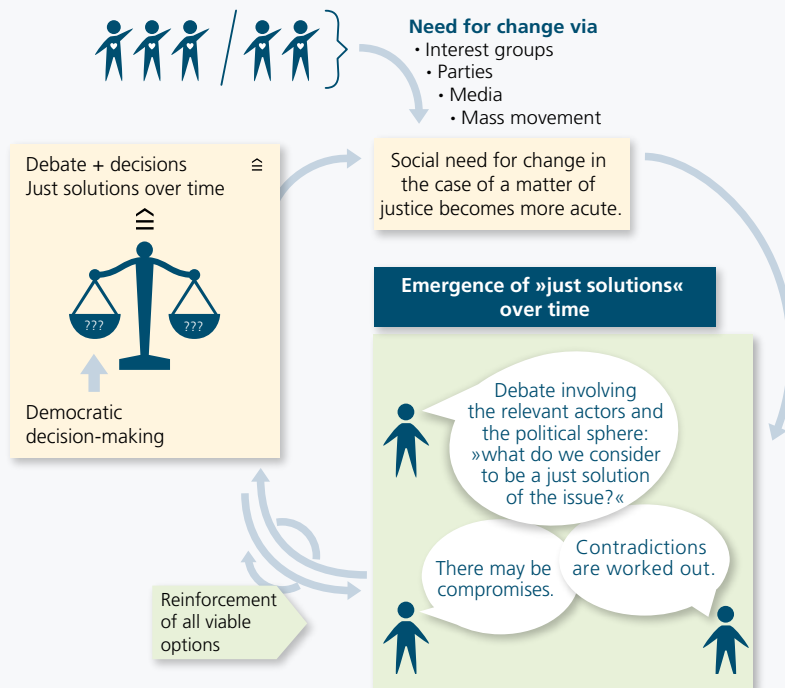 Need for change via
• Interest groups
• Parties
• Media
• Mass movement
Debate + decisions ≙
Just solutions over time
≙
???
???
Democratic
decision-making
Social need for change in
the case of a matter of
justice becomes more acute.
Emergence of »just solutions«
over time
Debate involving
the relevant actors and
the political sphere:
»what do we consider
to be a just solution
of the issue?«
There may be
compromises.
Contradictions
are worked out.
Reinforcement
of all viable
options